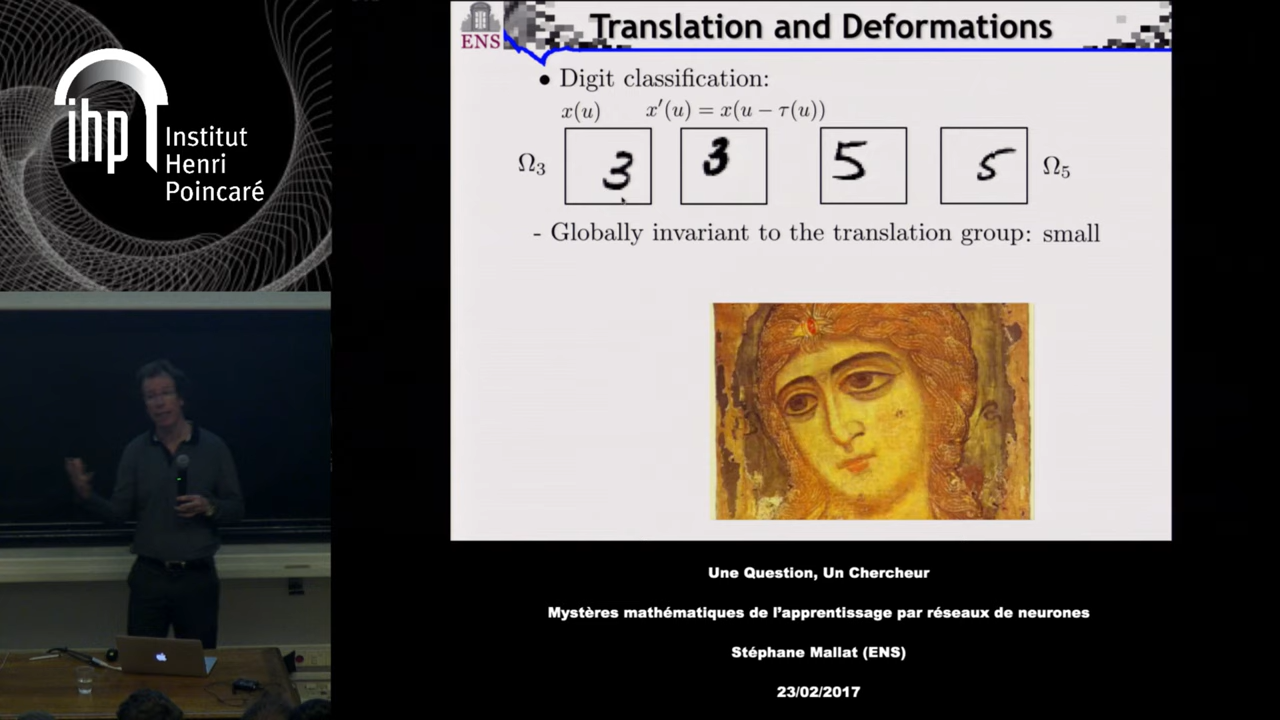 ihp
Institut
Henri
Poincaré
ENS
Translation and Deformations
• Digit classification:
x(u) x′(u) = x(u − τ(u))
Ω₃ 3 3 5 5 Ω₅
- Globally invariant to the translation group: small
Une Question, Un Chercheur
Mystères mathématiques de l’apprentissage par réseaux de neurones
Stéphane Mallat (ENS)
23/02/2017